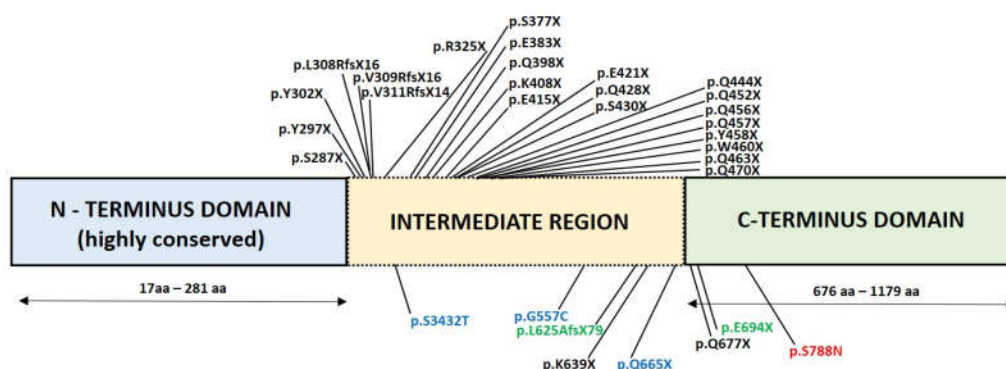 p.S377X
p.R325X
p.E383X
p.L308RfsX16
p.Q398X
p.V309RfsX16
p.E421X
p.Q444X
p.Y302X
p.V311RfsX14
p.K408X
p.Q428X
p.Q452X
p.E415X
p.S430X
p.Q456X
p.Y297X
p.Q457X
p.Y458X
p.W460X
p.S287X
p.Q463X
p.Q470X
N - TERMINUS DOMAIN
(highly conserved)
INTERMEDIATE REGION
C-TERMINUS DOMAIN
17aa – 281 aa
676 aa – 1179 aa
p.S3432T
p.G557C
p.L625AfsX79
p.E694X
p.Q677X
p.S788N
p.K639X
p.Q665X